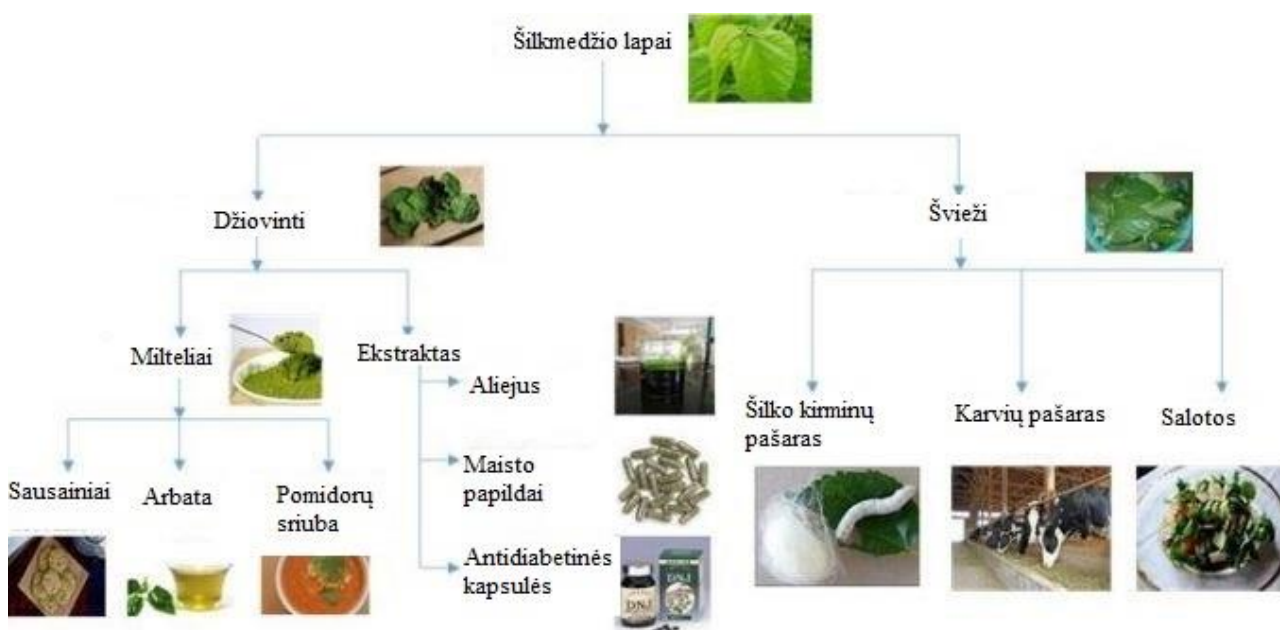 Šilkmedžio lapai
Džiovinti
Švieži
Milteliai
Ekstraktas
Aliejus
Maisto
papildai
Antidiabetinės
kapsulės
Sausainiai
Arbata
Pomidorų
sriuba
Šilko kirminų
pašaras
Karvių pašaras
Salotos
DNJ
DNJ